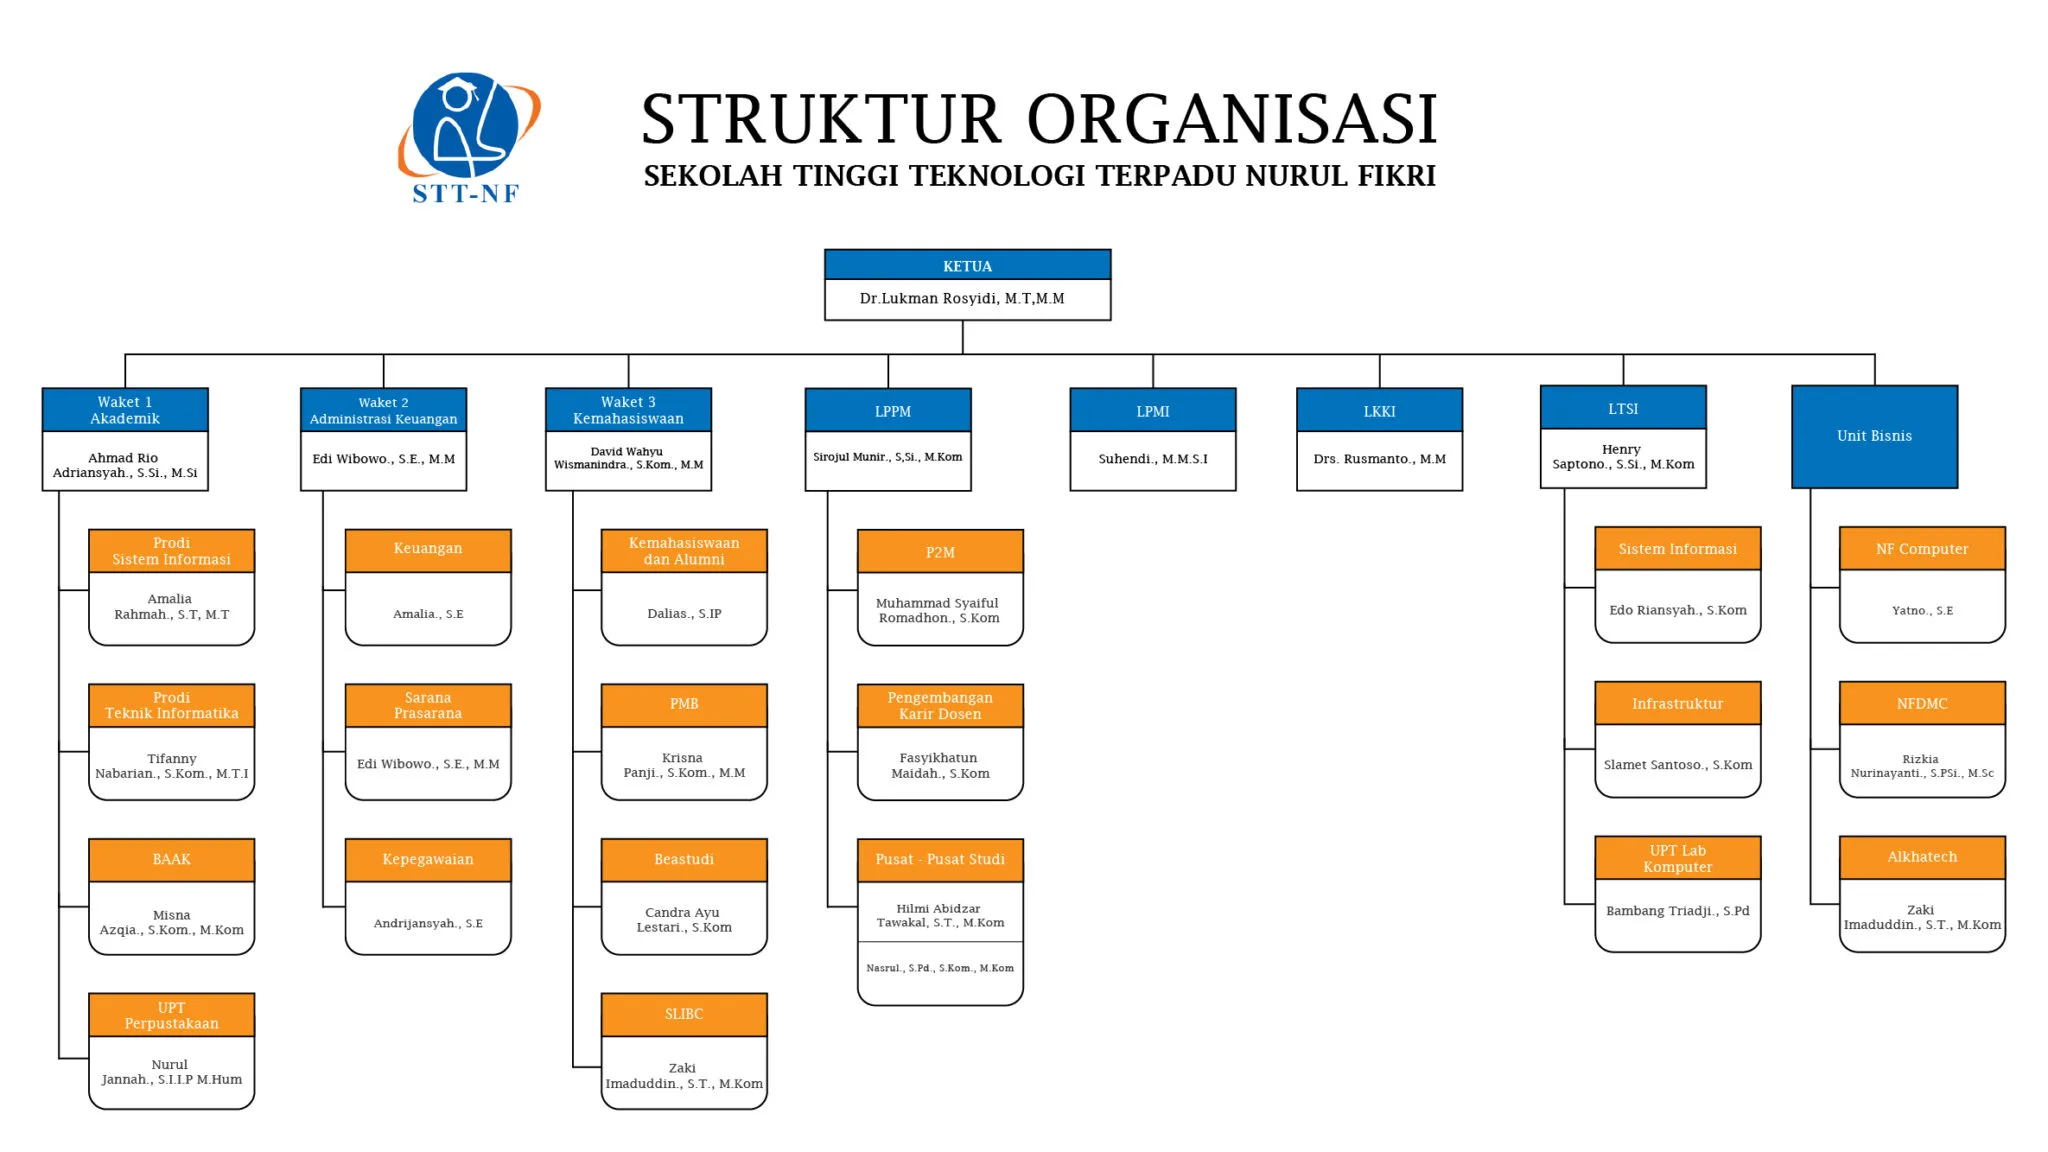 STT-NF
STRUKTUR ORGANISASI
SEKOLAH TINGGI TEKNOLOGI TERPADU NURUL FIKRI
KETUA
Dr.Lukman Rosyidi, M.T,M.M
Waket 1
Akademik
Ahmad Rio
Adriansyah., S.Si., M.Si
Prodi
Sistem Informasi
Amalia
Rahmah., S.T, M.T
Prodi
Teknik Informatika
Tifanny
Nabarian., S.Kom., M.T.I
BAAK
Misna
Azqia., S.Kom., M.Kom
UPT
Perpustakaan
Nurul
Jannah., S.I.I.P M.Hum
Waket 2
Administrasi Keuangan
Edi Wibowo., S.E., M.M
Keuangan
Amalia., S.E
Sarana
Prasarana
Edi Wibowo., S.E., M.M
Kepegawaian
Andrijansyah., S.E
Waket 3
Kemahasiswaan
David Wahyu
Wismanindra., S.Kom., M.M
Kemahasiswaan
dan Alumni
Dalias., S.IP
PMB
Krisna
Panji., S.Kom., M.M
Beastudi
Candra Ayu
Lestari., S.Kom
SLIBC
Zaki
Imaduddin., S.T., M.Kom
LPPM
Sirojul Munir., S,Si., M.Kom
P2M
Muhammad Syaiful
Romadhon., S.Kom
Pengembangan
Karir Dosen
Fasyikhatun
Maidah., S.Kom
Pusat - Pusat Studi
Hilmi Abidzar
Tawakal, S.T., M.Kom
Nasrul., S.Pd., S.Kom., M.Kom
LPMI
Suhendi., M.M.S.I
LKKI
Drs. Rusmanto., M.M
LTSI
Henry
Saptono., S.Si., M.Kom
Sistem Informasi
Edo Riansyah., S.Kom
Infrastruktur
Slamet Santoso., S.Kom
UPT Lab
Komputer
Bambang Triadji., S.Pd
Unit Bisnis
NF Computer
Yatno., S.E
NFDMC
Rizkia
Nurinayanti., S.PSi., M.Sc
Alkhatech
Zaki
Imaduddin., S.T., M.Kom